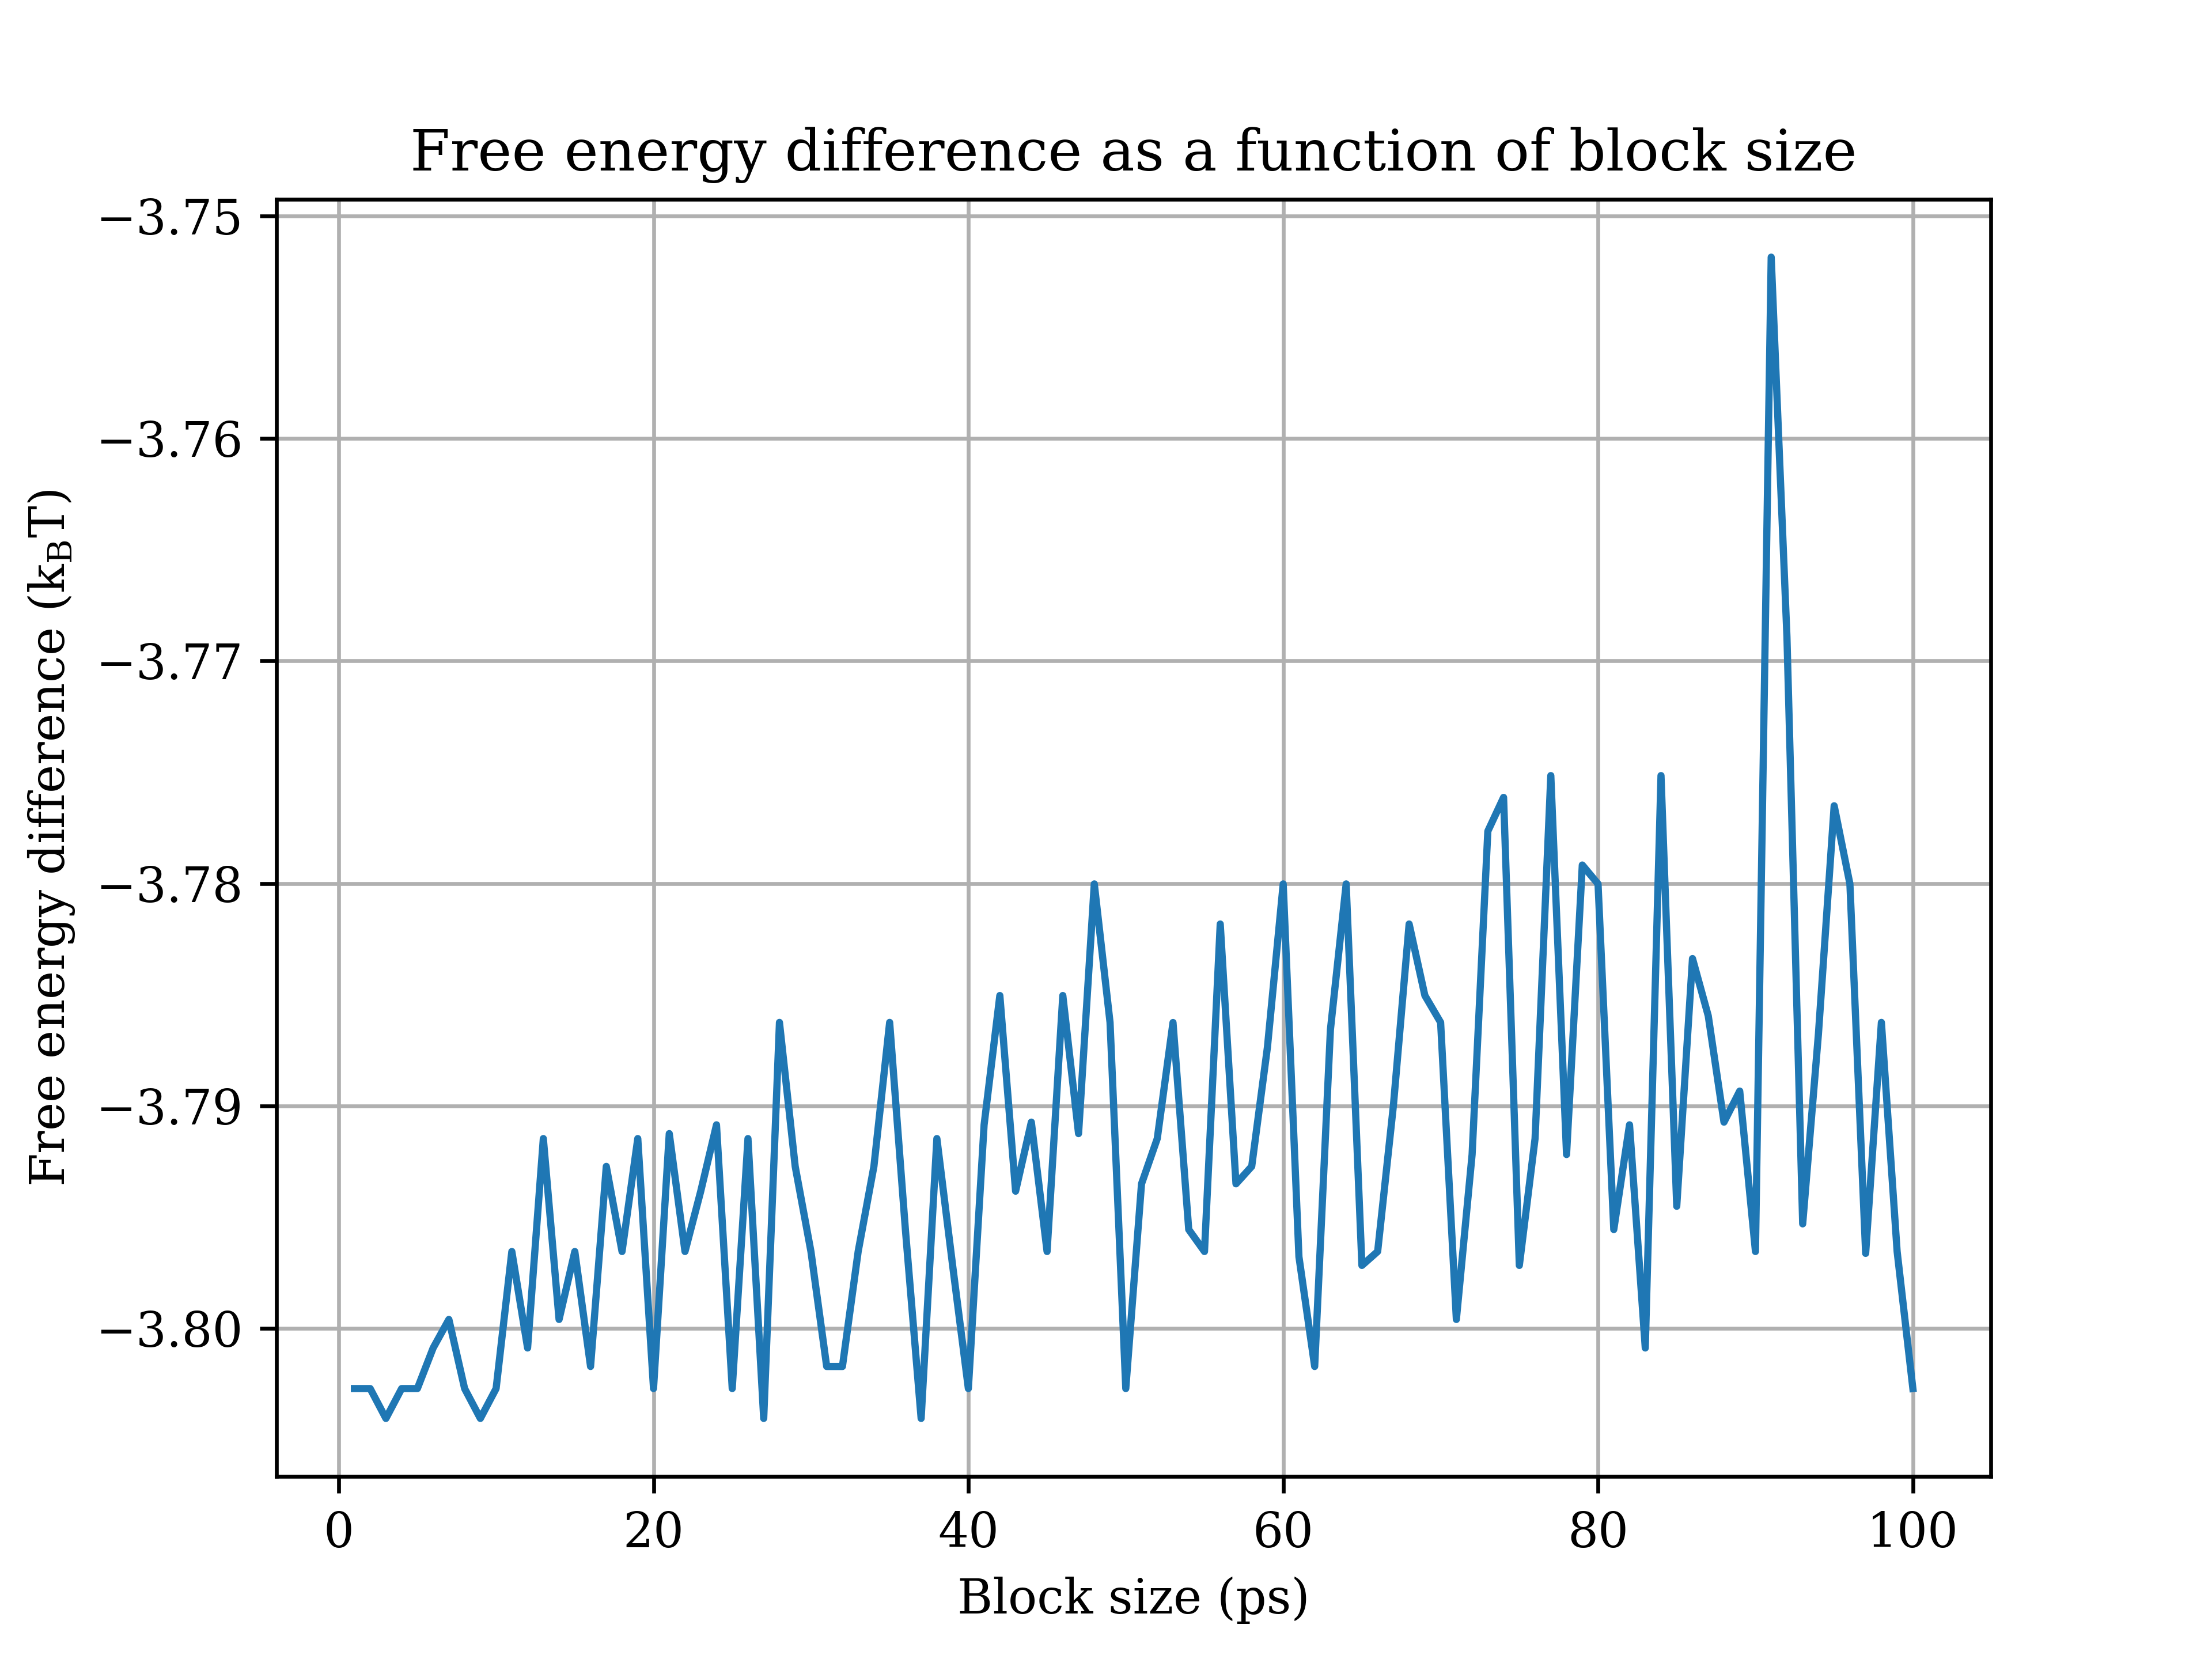 Free energy difference as a function of block size
Free energy difference (k_BT)
−3.75
−3.76
−3.77
−3.78
−3.79
−3.80
0 20 40 60 80 100
Block size (ps)